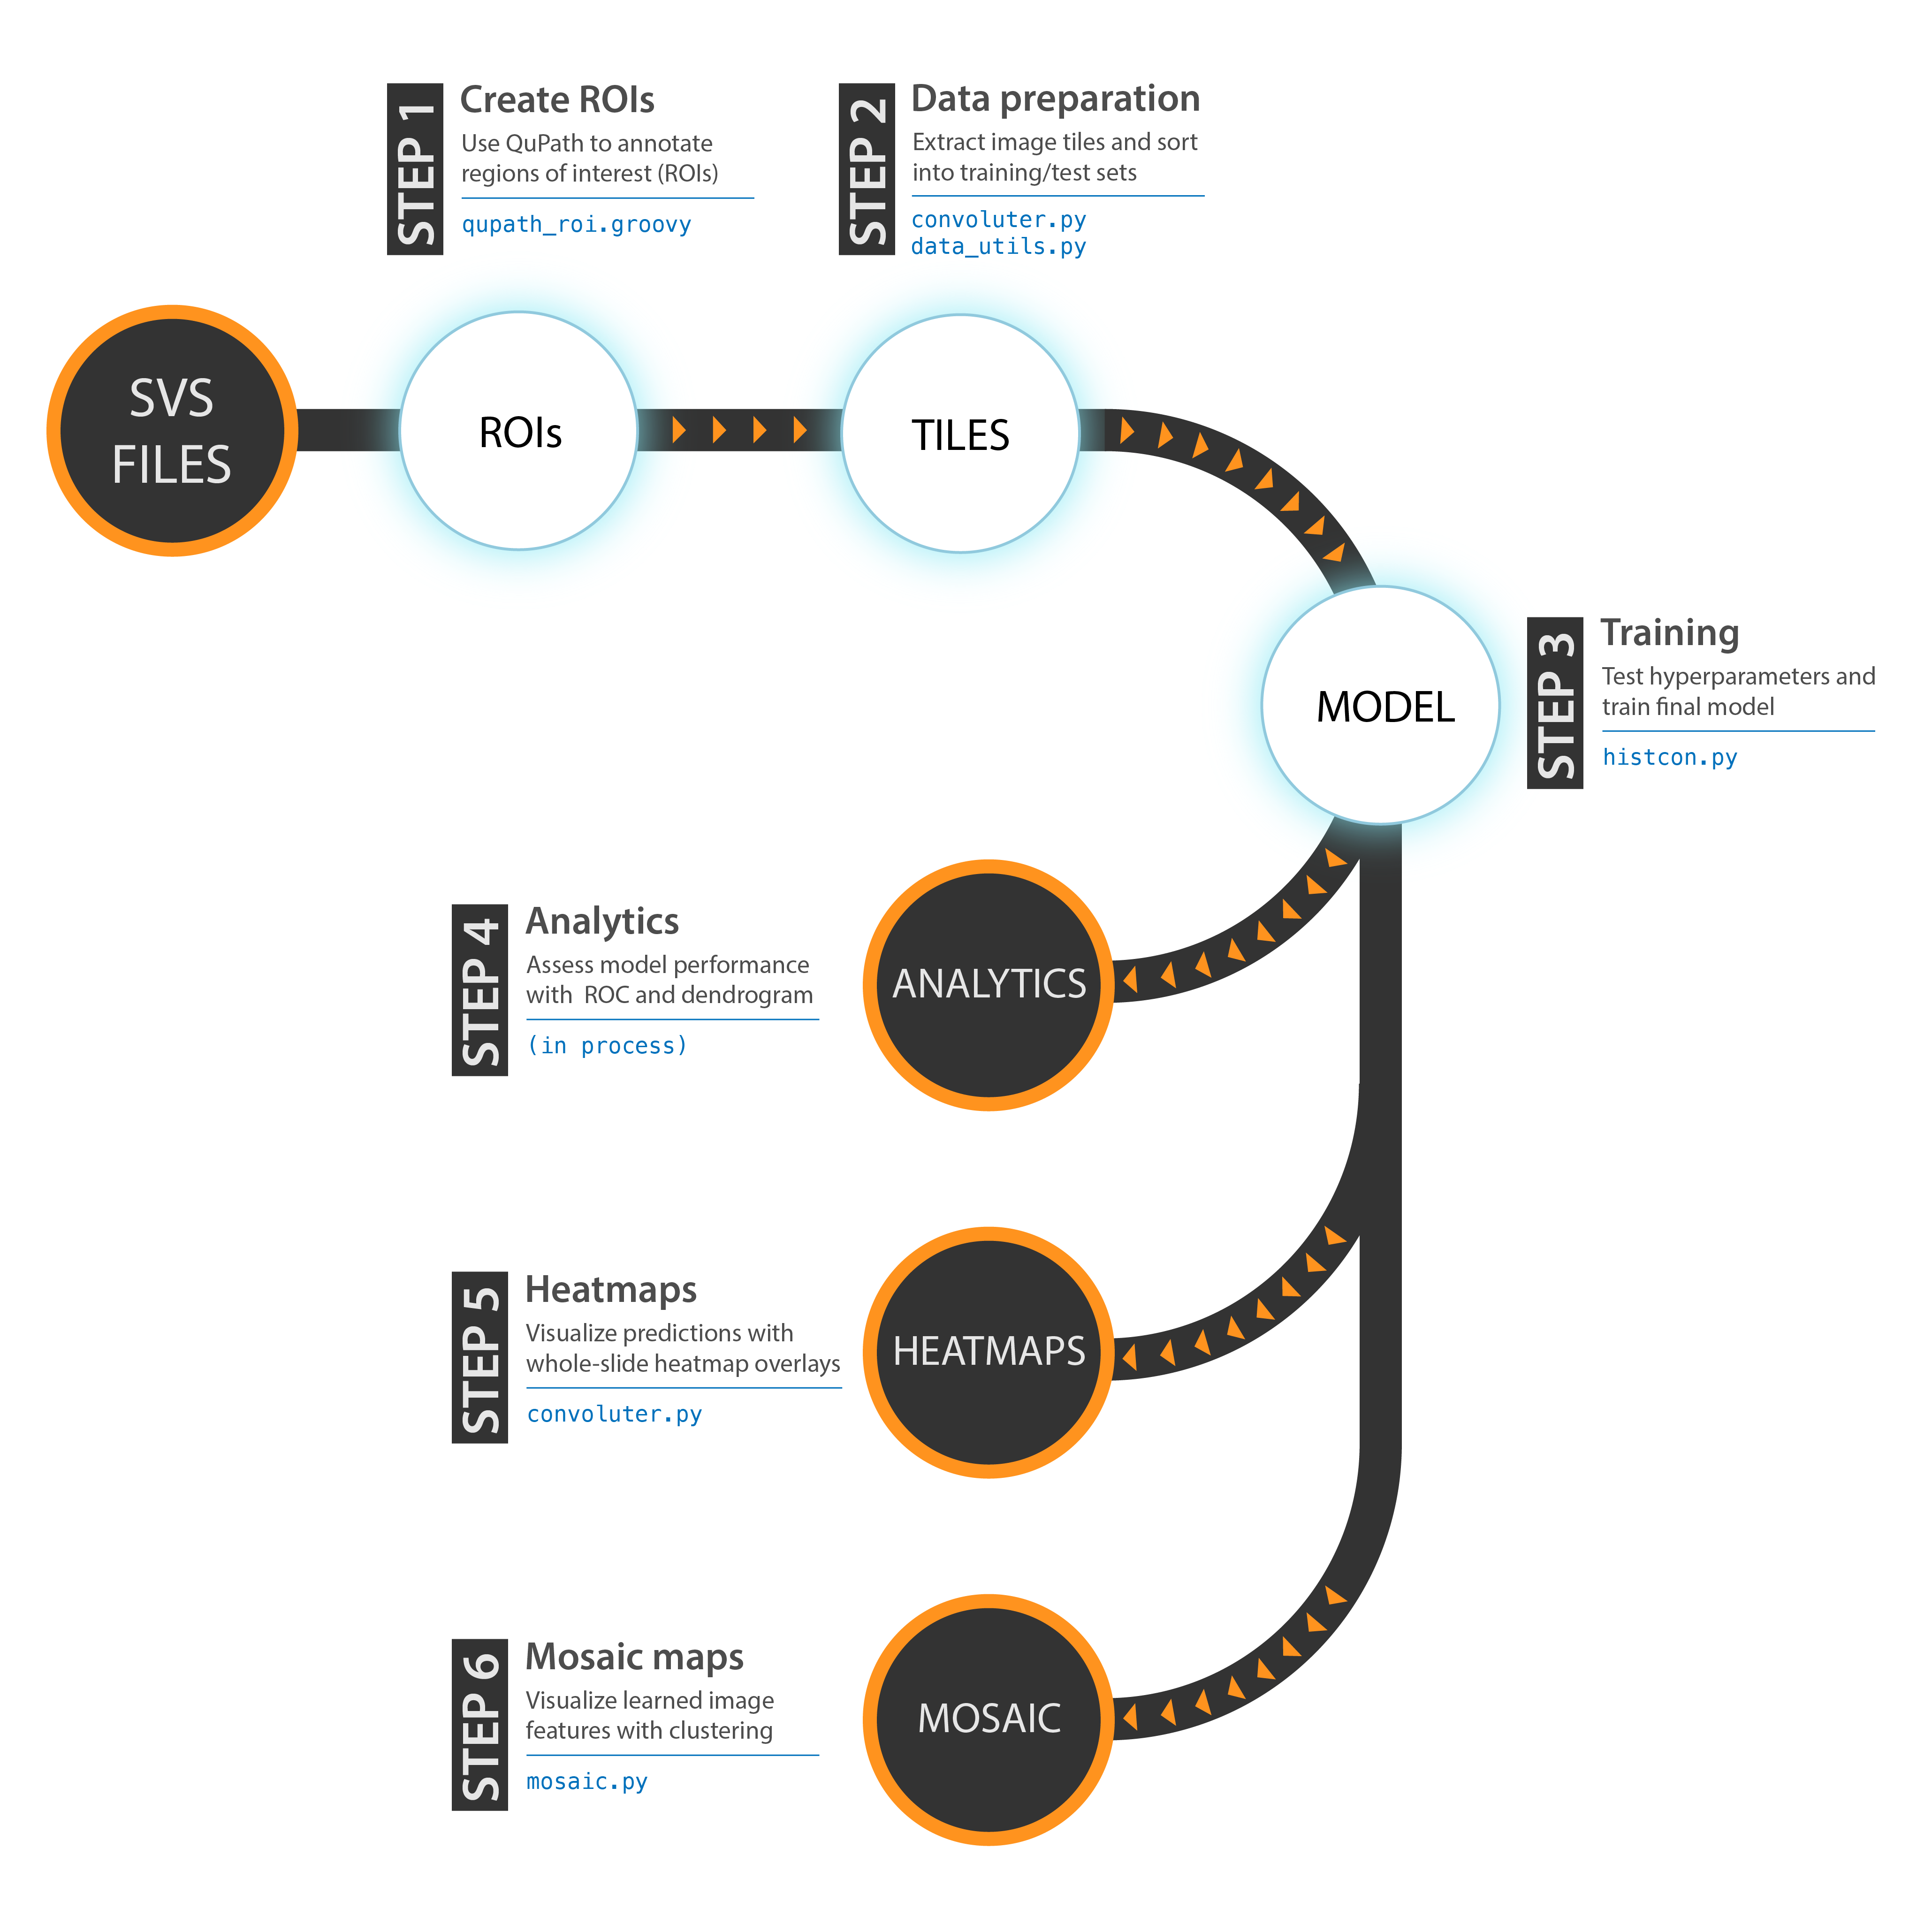 STEP 1
Create ROIs
Use QuPath to annotate
regions of interest (ROIs)
qupath_roi.groovy
STEP 2
Data preparation
Extract image tiles and sort
into training/test sets
convoluter.py
data_utils.py
SVS
FILES
ROIs
TILES
MODEL
STEP 3
Training
Test hyperparameters and
train final model
histcon.py
STEP 4
Analytics
Assess model performance
with ROC and dendrogram
(in process)
ANALYTICS
STEP 5
Heatmaps
Visualize predictions with
whole-slide heatmap overlays
convoluter.py
HEATMAPS
STEP 6
Mosaic maps
Visualize learned image
features with clustering
mosaic.py
MOSAIC